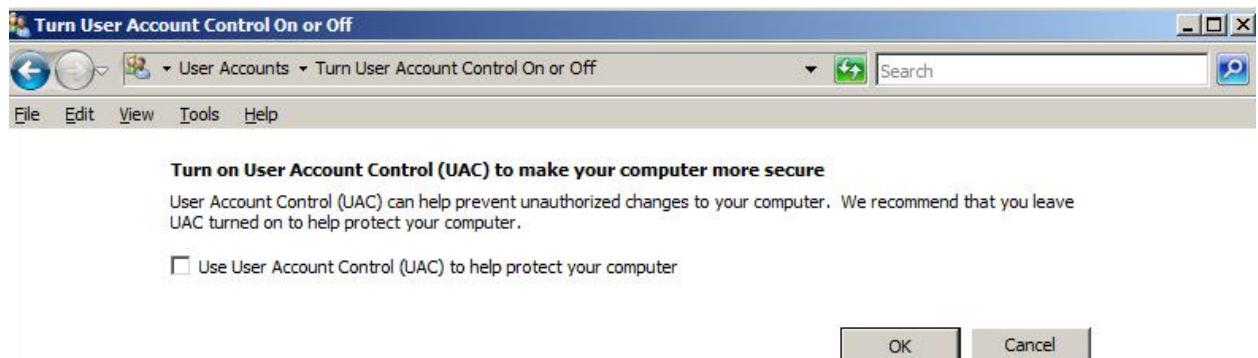 Turn User Account Control On or Off
User Accounts Turn User Account Control On or Off Search
File Edit View Tools Help
Turn on User Account Control (UAC) to make your computer more secure
User Account Control (UAC) can help prevent unauthorized changes to your computer. We recommend that you leave
UAC turned on to help protect your computer.
Use User Account Control (UAC) to help protect your computer
OK Cancel